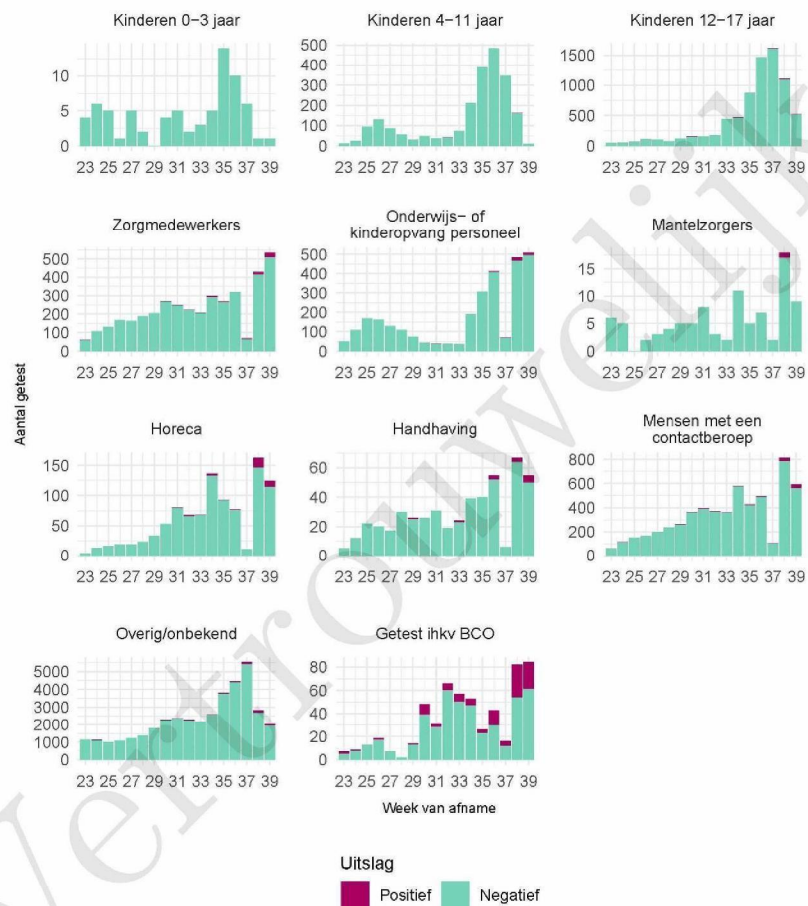 Kinderen 0–3 jaar
Kinderen 4–11 jaar
Kinderen 12–17 jaar
10
5
0
23 25 27 29 31 33 35 37 39
500
400
300
200
100
0
23 25 27 29 31 33 35 37 39
1500
1000
500
0
23 25 27 29 31 33 35 37 39
Zorgmedewerkers
Onderwijs– of
kinderopvang personeel
Mantelzorgers
500
400
300
200
100
0
23 25 27 29 31 33 35 37 39
500
400
300
200
100
0
23 25 27 29 31 33 35 37 39
15
10
5
0
23 25 27 29 31 33 35 37 39
Aantal getest
Horeca
Handhaving
Mensen met een
contactberoep
150
100
50
0
23 25 27 29 31 33 35 37 39
60
40
20
0
23 25 27 29 31 33 35 37 39
800
600
400
200
0
23 25 27 29 31 33 35 37 39
Overig/onbekend
Getest ihkv BCO
5000
4000
3000
2000
1000
0
23 25 27 29 31 33 35 37 39
80
60
40
20
0
23 25 27 29 31 33 35 37 39
Week van afname
Uitslag
Positief Negatief
Vertrouwelijk